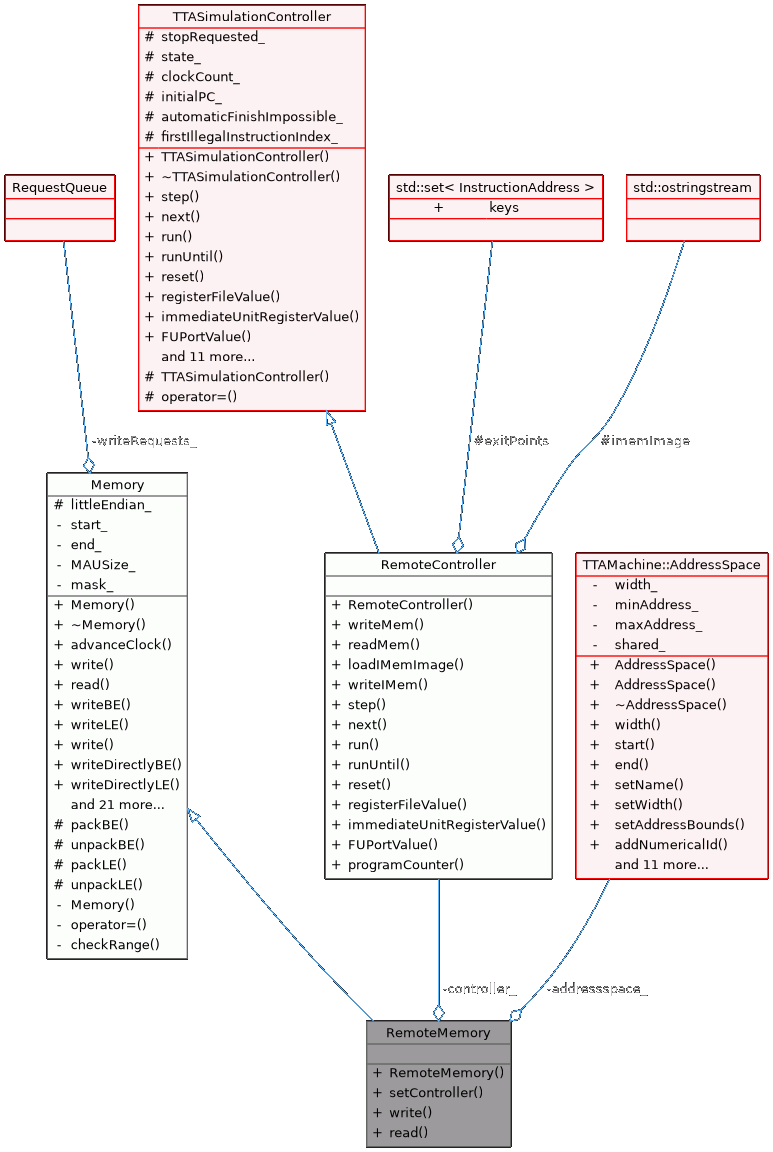 TTASimulationController
# stopRequested_
# state_
# clockCount_
# initialPC_
# automaticFinishImpossible_
# firstIllegalInstructionIndex_
+ TTASimulationController()
+ ~TTASimulationController()
+ step()
+ next()
+ run()
+ runUntil()
+ reset()
+ registerFileValue()
+ immediateUnitRegisterValue()
+ FUPortValue()
and 11 more...
# TTASimulationController()
# operator=()
RequestQueue
std::set< InstructionAddress >
+ keys
std::ostringstream
-writeRequests_
#exitPoints
#imemImage
Memory
# littleEndian_
- start_
- end_
- MAUSize_
- mask_
+ Memory()
+ ~Memory()
+ advanceClock()
+ write()
+ read()
+ writeBE()
+ writeLE()
+ write()
+ writeDirectlyBE()
+ writeDirectlyLE()
and 21 more...
# packBE()
# unpackBE()
# packLE()
# unpackLE()
- Memory()
- operator=()
- checkRange()
RemoteController
+ RemoteController()
+ writeMem()
+ readMem()
+ loadIMemImage()
+ writeIMem()
+ step()
+ next()
+ run()
+ runUntil()
+ reset()
+ registerFileValue()
+ immediateUnitRegisterValue()
+ FUPortValue()
+ programCounter()
TTAMachine::AddressSpace
- width_
- minAddress_
- maxAddress_
- shared_
+ AddressSpace()
+ AddressSpace()
+ ~AddressSpace()
+ width()
+ start()
+ end()
+ setName()
+ setWidth()
+ setAddressBounds()
+ addNumericalId()
and 11 more...
-controller_
-addressspace_
RemoteMemory
+ RemoteMemory()
+ setController()
+ write()
+ read()